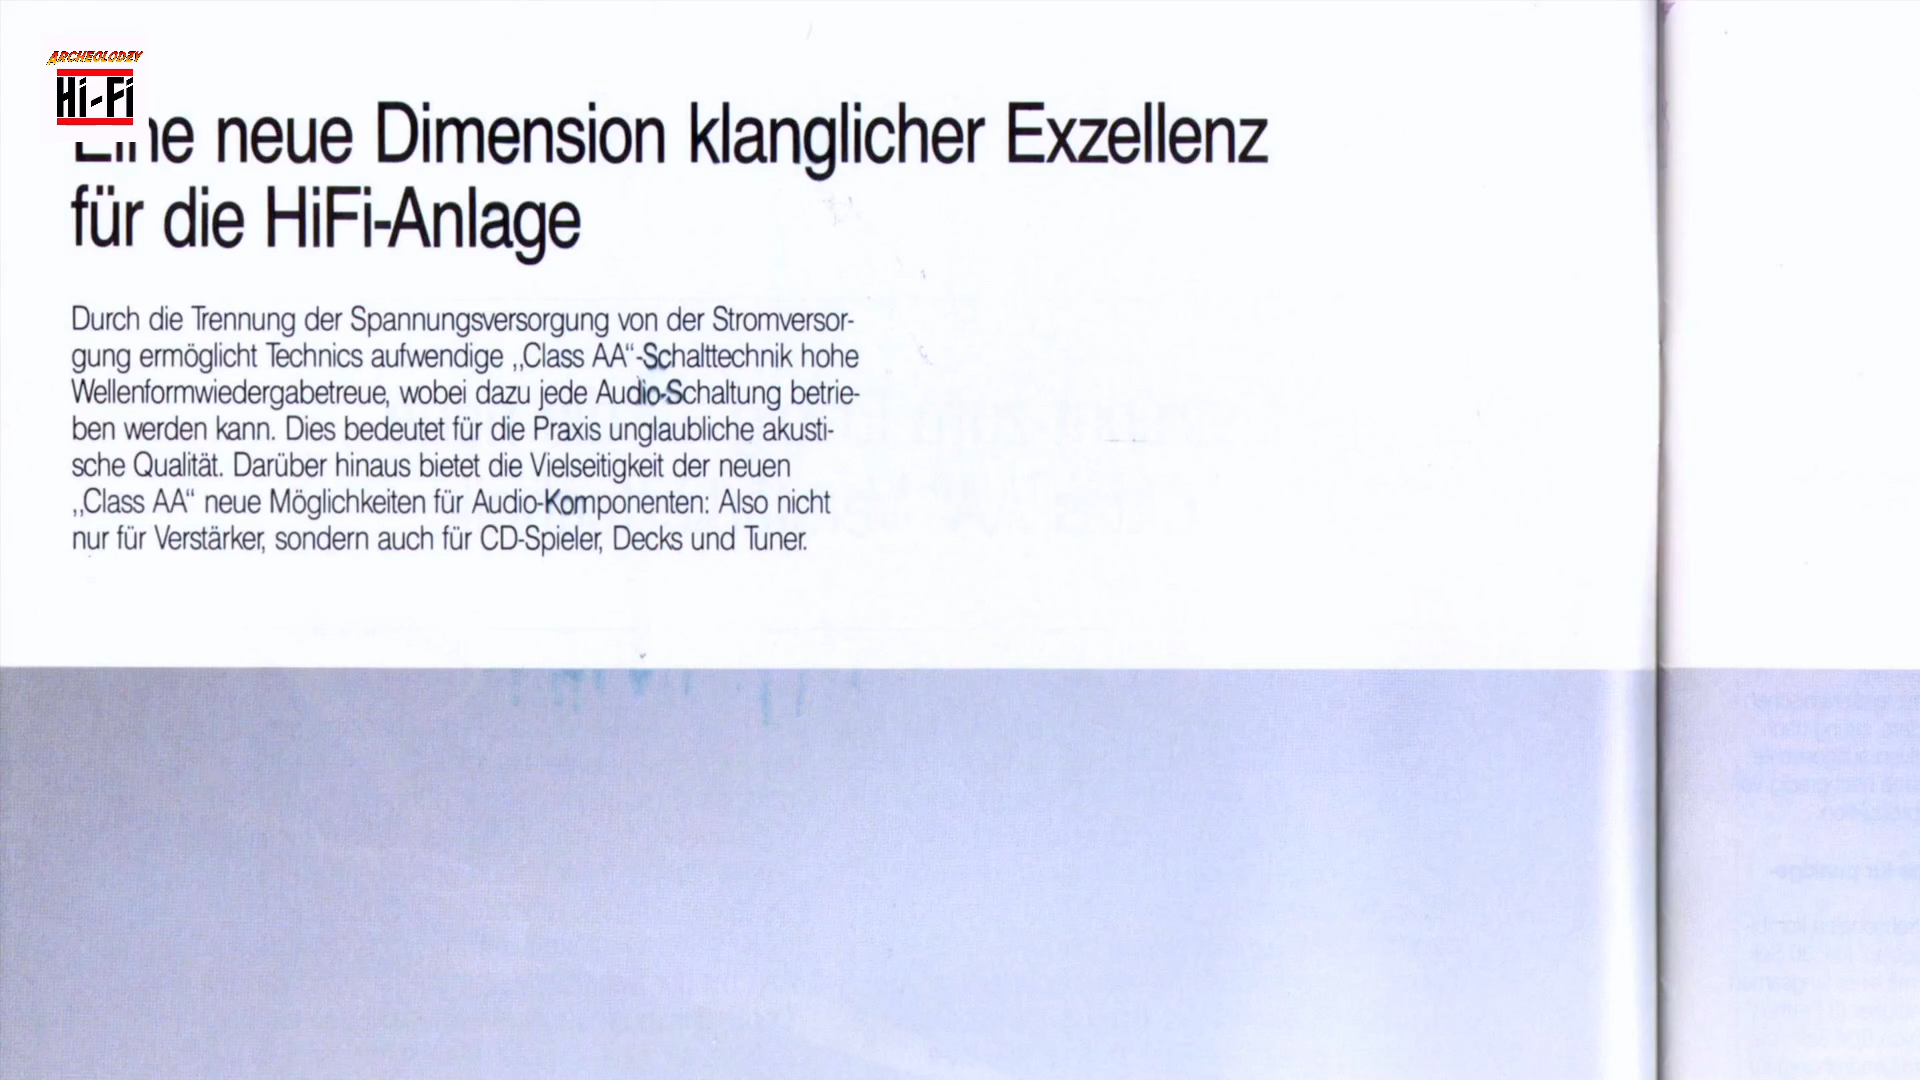 ARCHEOLODZY
Hi-Fi
Eine neue Dimension klanglicher Exzellenz
für die HiFi-Anlage
Durch die Trennung der Spannungsversorgung von der Stromversor-
gung ermöglicht Technics aufwendige „Class AA“-Schalttechnik hohe
Wellenformwiedergabetreue, wobei dazu jede Audio-Schaltung betrie-
ben werden kann. Dies bedeutet für die Praxis unglaubliche akusti-
sche Qualität. Darüber hinaus bietet die Vielseitigkeit der neuen
„Class AA“ neue Möglichkeiten für Audio-Komponenten: Also nicht
nur für Verstärker, sondern auch für CD-Spieler, Decks und Tuner.